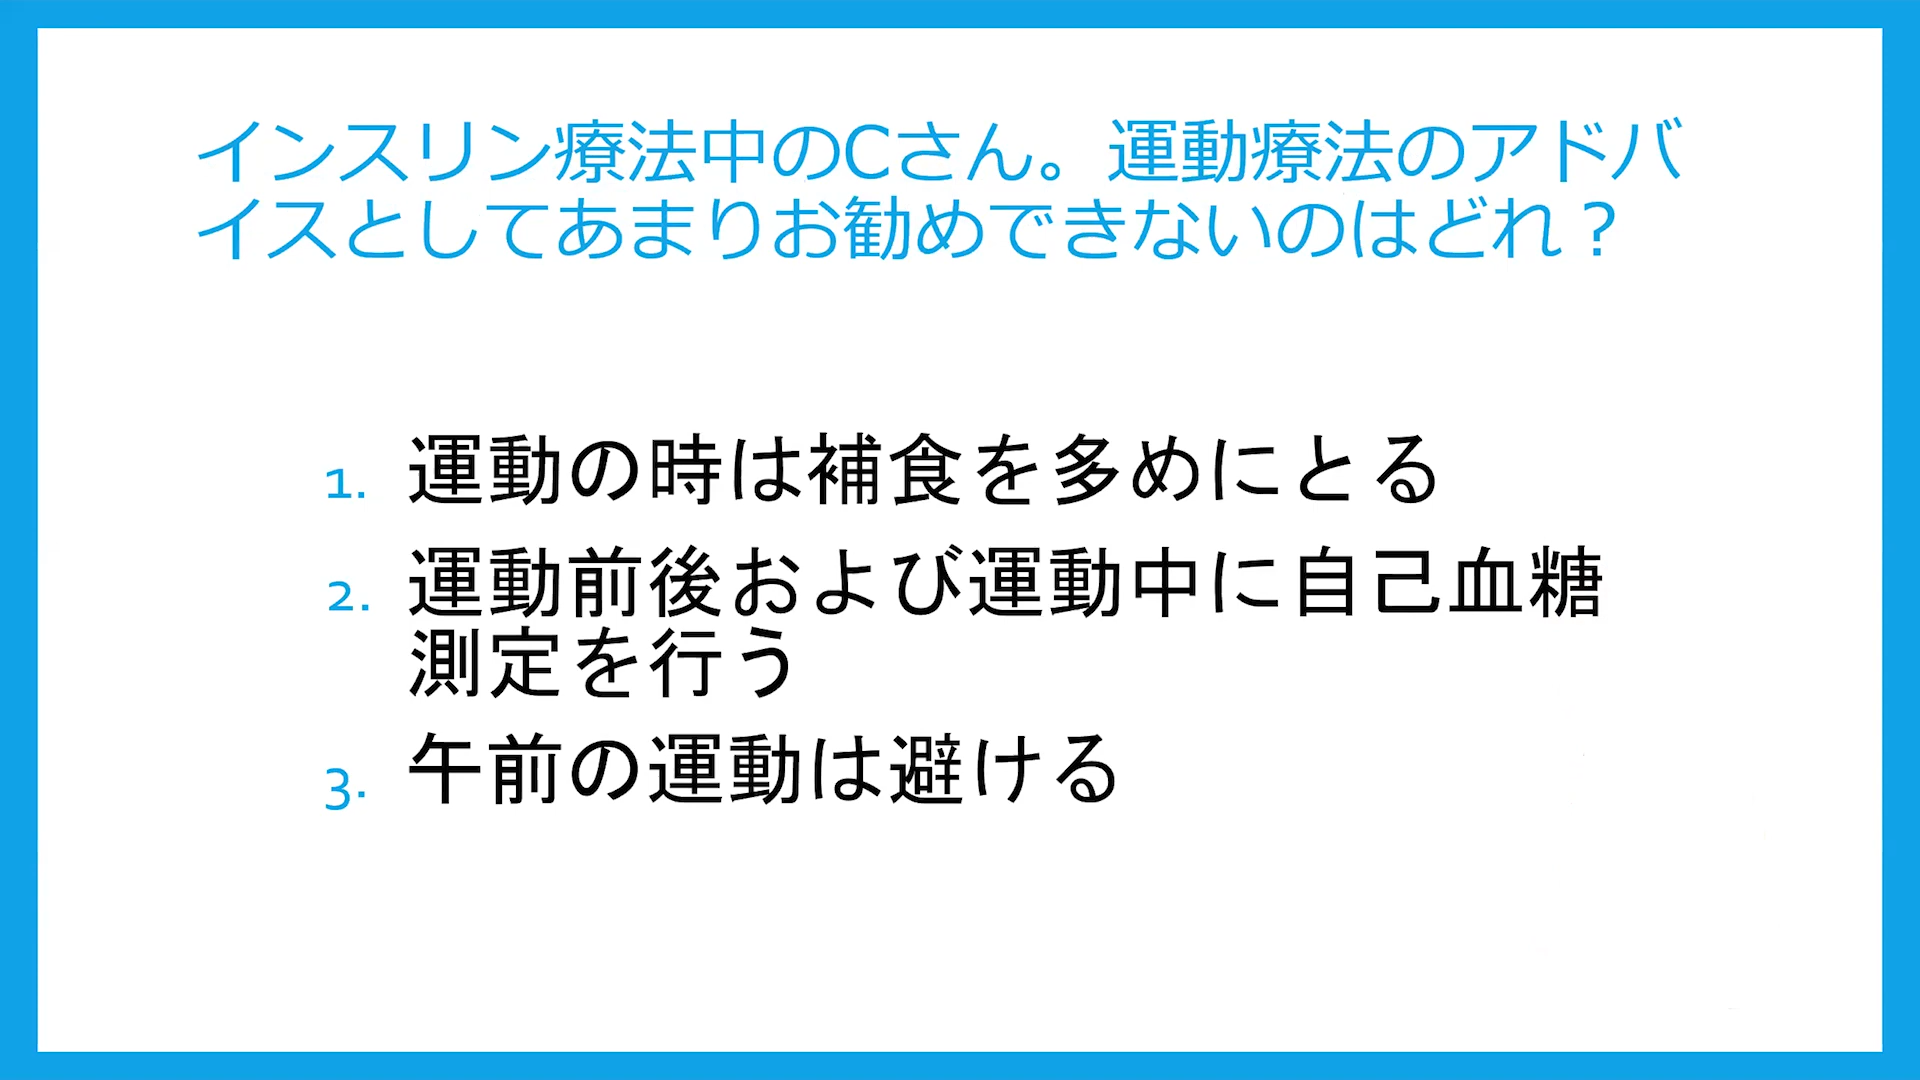 インスリン療法中のCさん。運動療法のアドバ
イスとしてあまりお勧めできないのはどれ？
1. 運動の時は補食を多めにとる
2. 運動前後および運動中に自己血糖
測定を行う
3. 午前の運動は避ける